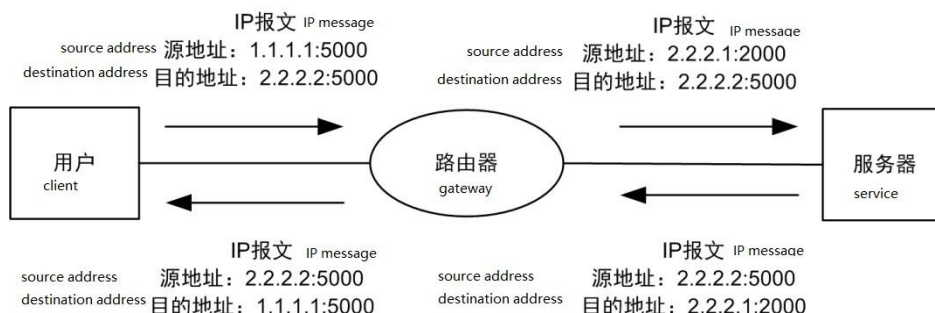 IP报文 IP message
source address 源地址：1.1.1.1:5000
destination address 目的地址：2.2.2.2:5000
IP报文 IP message
source address 源地址：2.2.2.1:2000
destination address 目的地址：2.2.2.2:5000
用户
client
路由器
gateway
服务器
service
IP报文 IP message
source address 源地址：2.2.2.2:5000
destination address 目的地址：1.1.1.1:5000
IP报文 IP message
source address 源地址：2.2.2.2:5000
destination address 目的地址：2.2.2.1:2000